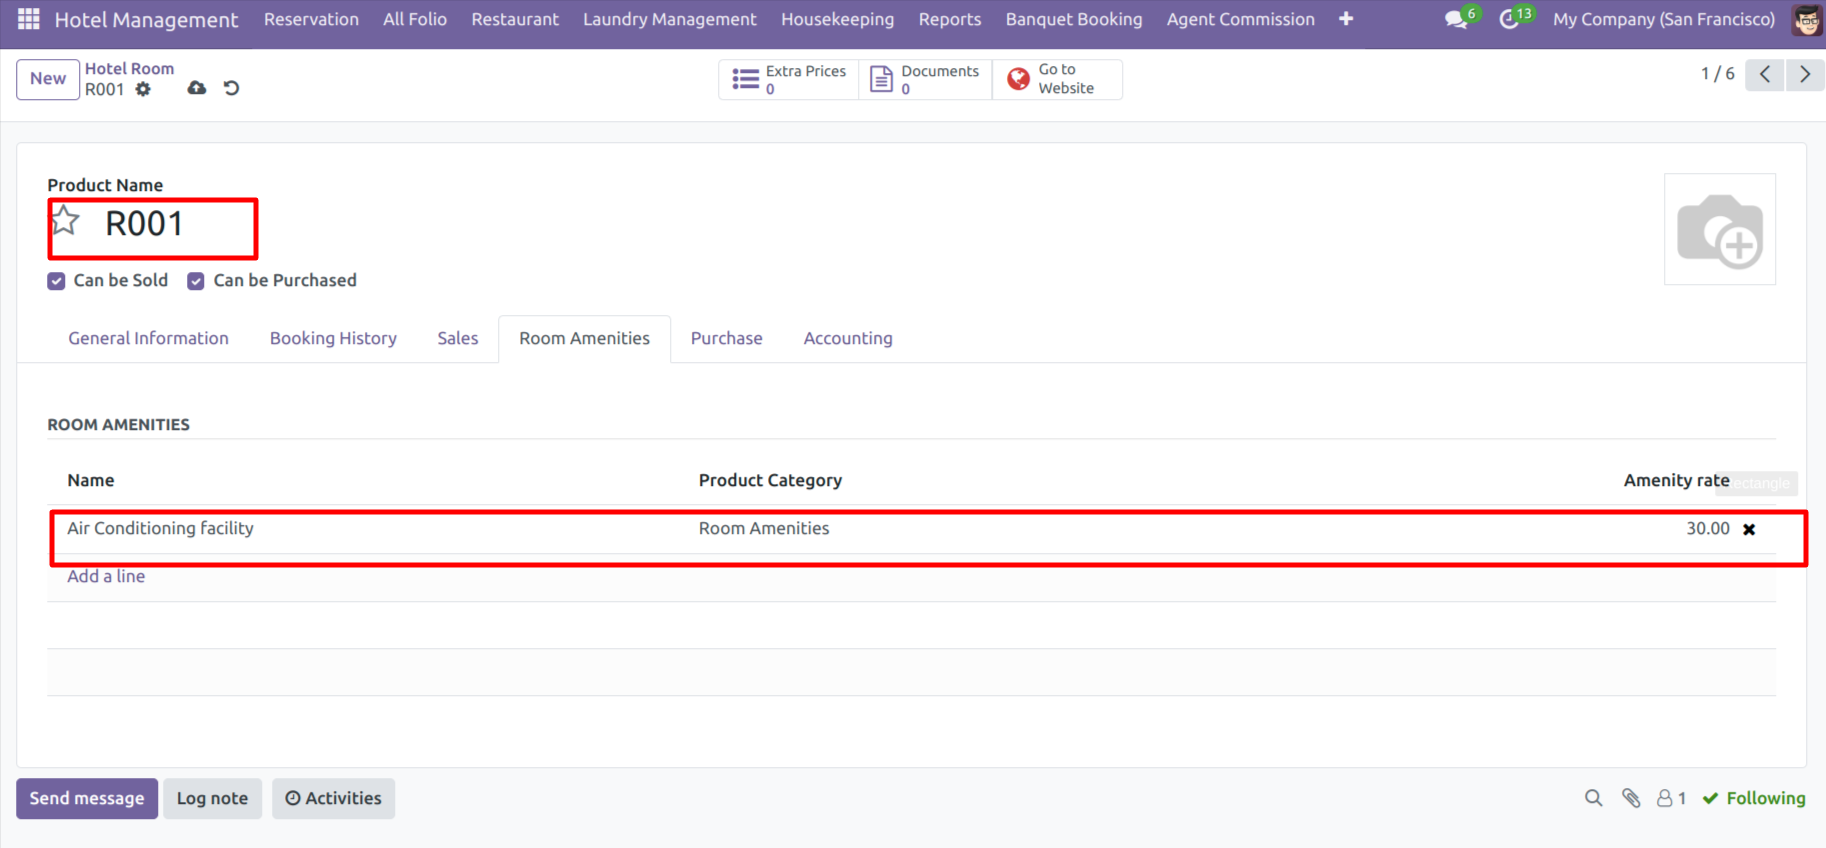 Hotel Management Reservation All Folio Restaurant Laundry Management Housekeeping Reports Banquet Booking Agent Commission 6 13 My Company (San Francisco)
New Hotel Room
R001
Extra Prices
0
Documents
0
Go to
Website
1 / 6
Product Name
R001
Can be Sold Can be Purchased
General Information Booking History Sales Room Amenities Purchase Accounting
ROOM AMENITIES
Name Product Category Amenity rate
Rectangle
Air Conditioning facility Room Amenities 30.00
Add a line
Send message Log note Activities 1 Following